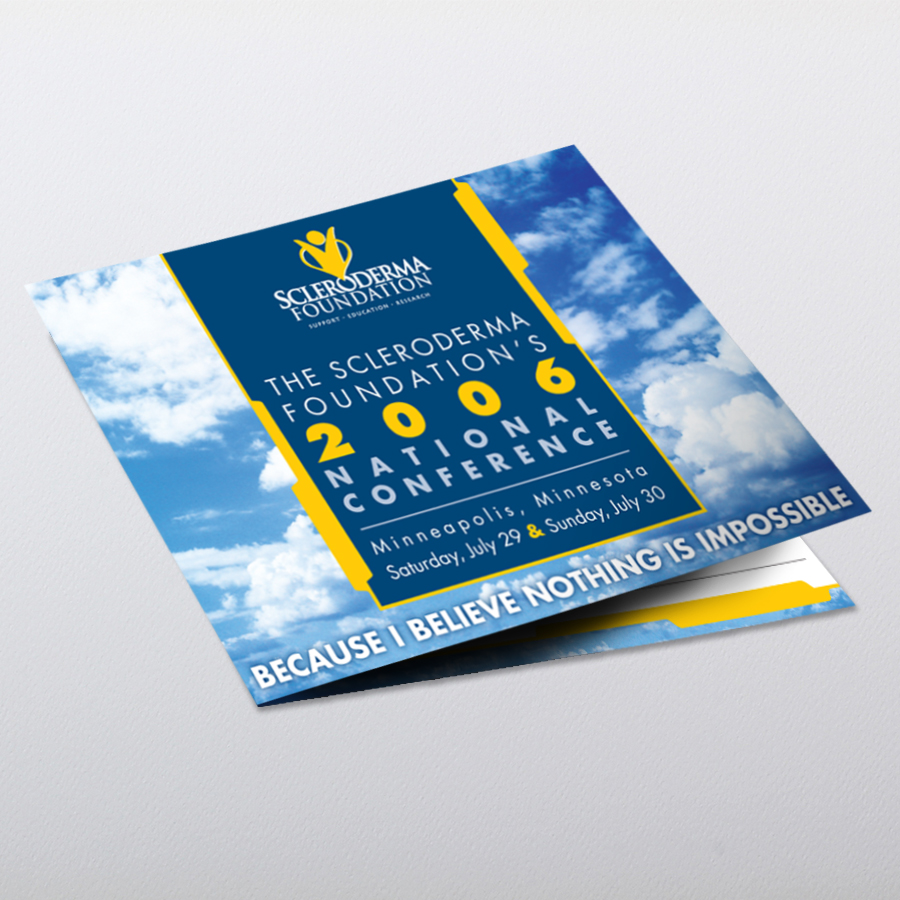 SCLERODERMA
FOUNDATION
SUPPORT • EDUCATION • RESEARCH
THE SCLERODERMA
FOUNDATION'S
2006
NATIONAL
CONFERENCE
Minneapolis, Minnesota
Saturday, July 29 & Sunday, July 30
BECAUSE I BELIEVE NOTHING IS IMPOSSIBLE